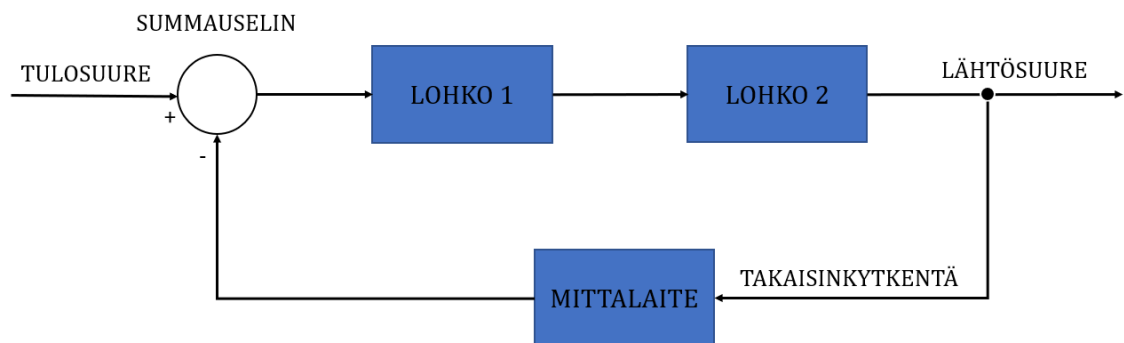 SUMMAUSELIN
TULOSUURE
LOHKO 1
LOHKO 2
LÄHTÖSUURE
+
-
MITTALAITE
TAKAISINKYTKENTÄ